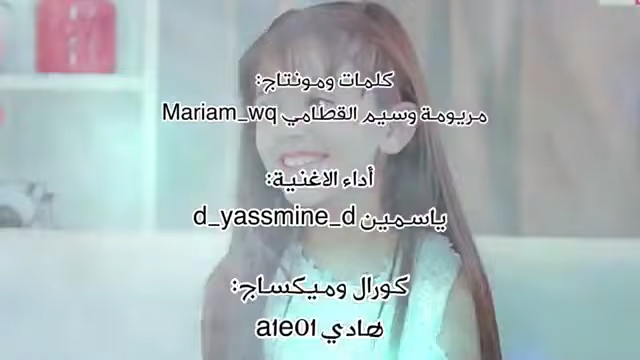 كلمات ومونتاج:
مريومة وسيم القطامي Mariam_wq
أداء الاغنية:
ياسمين d_yassmine_d
كورال وميكساج:
هادي a1e01